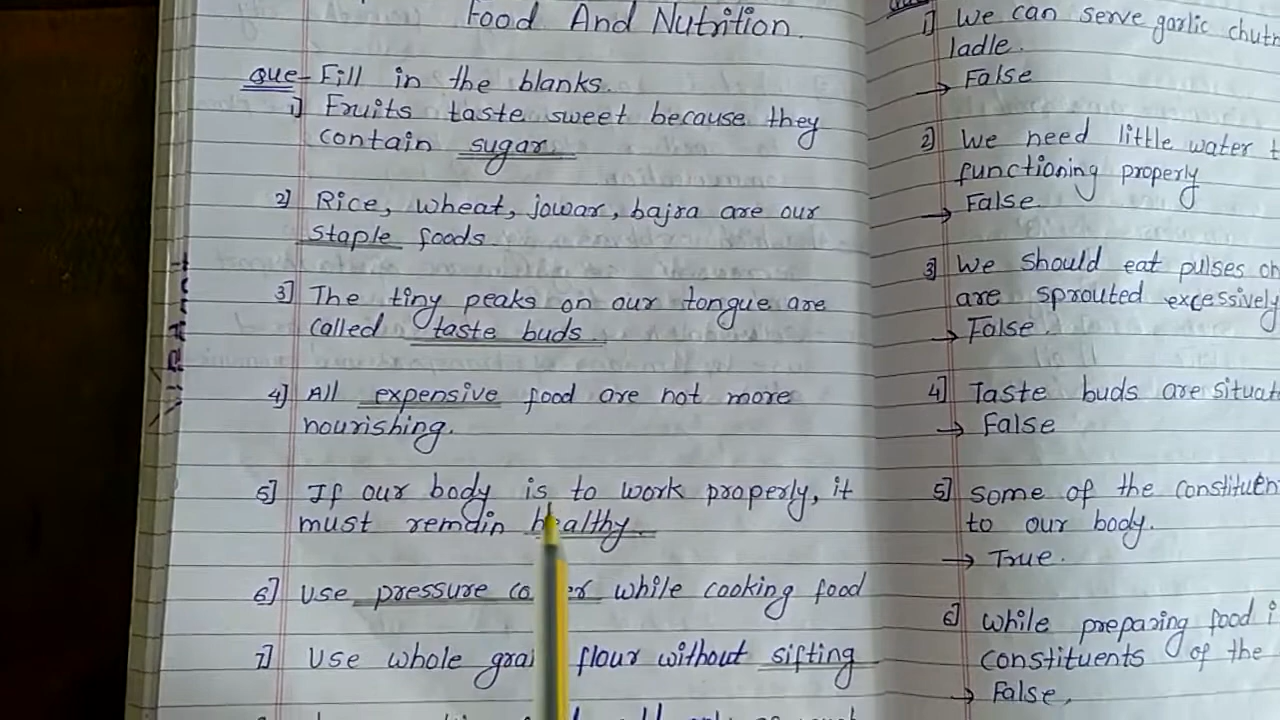 Food And Nutrition.
Que- Fill in the blanks.
1] Fruits taste sweet because they
contain sugar.
2] Rice, wheat, jowar, bajra are our
staple foods.
3] The tiny peaks on our tongue are
called taste buds.
4] All expensive food are not more
nourishing.
5] If our body is to work properly, it
must remain healthy.
6] Use pressure while cooking food
7] Use whole flour without sifting
1] We can serve garlic
ladle.
→ False
2] We need little water
functioning properly
→ False.
3] We should eat pulses
are sprouted excessively
→ False.
4] Taste buds are
→ False
5] Some of the
to our body.
→ True.
6] While preparing food
constituents of the
→ False.
VIRAMAT